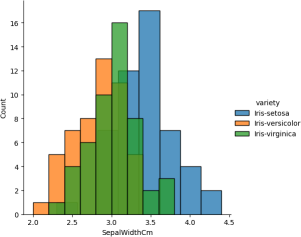 16
14
12
10
8
6
4
2
0
Count
2.0 2.5 3.0 3.5 4.0 4.5
SepalWidthCm
variety
Iris-setosa
Iris-versicolor
Iris-virginica